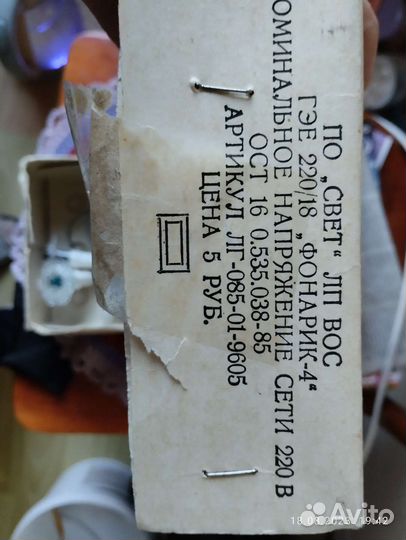 ПО „СВЕТ“ ЛП ВОС
ГЭЕ 220/18 „ФОНАРИК-4“
НОМИНАЛЬНОЕ НАПРЯЖЕНИЕ СЕТИ 220 В
ОСТ 16 0.535.038-85
АРТИКУЛ ЛГ-085-01-9605
ЦЕНА 5 РУБ.
Avito